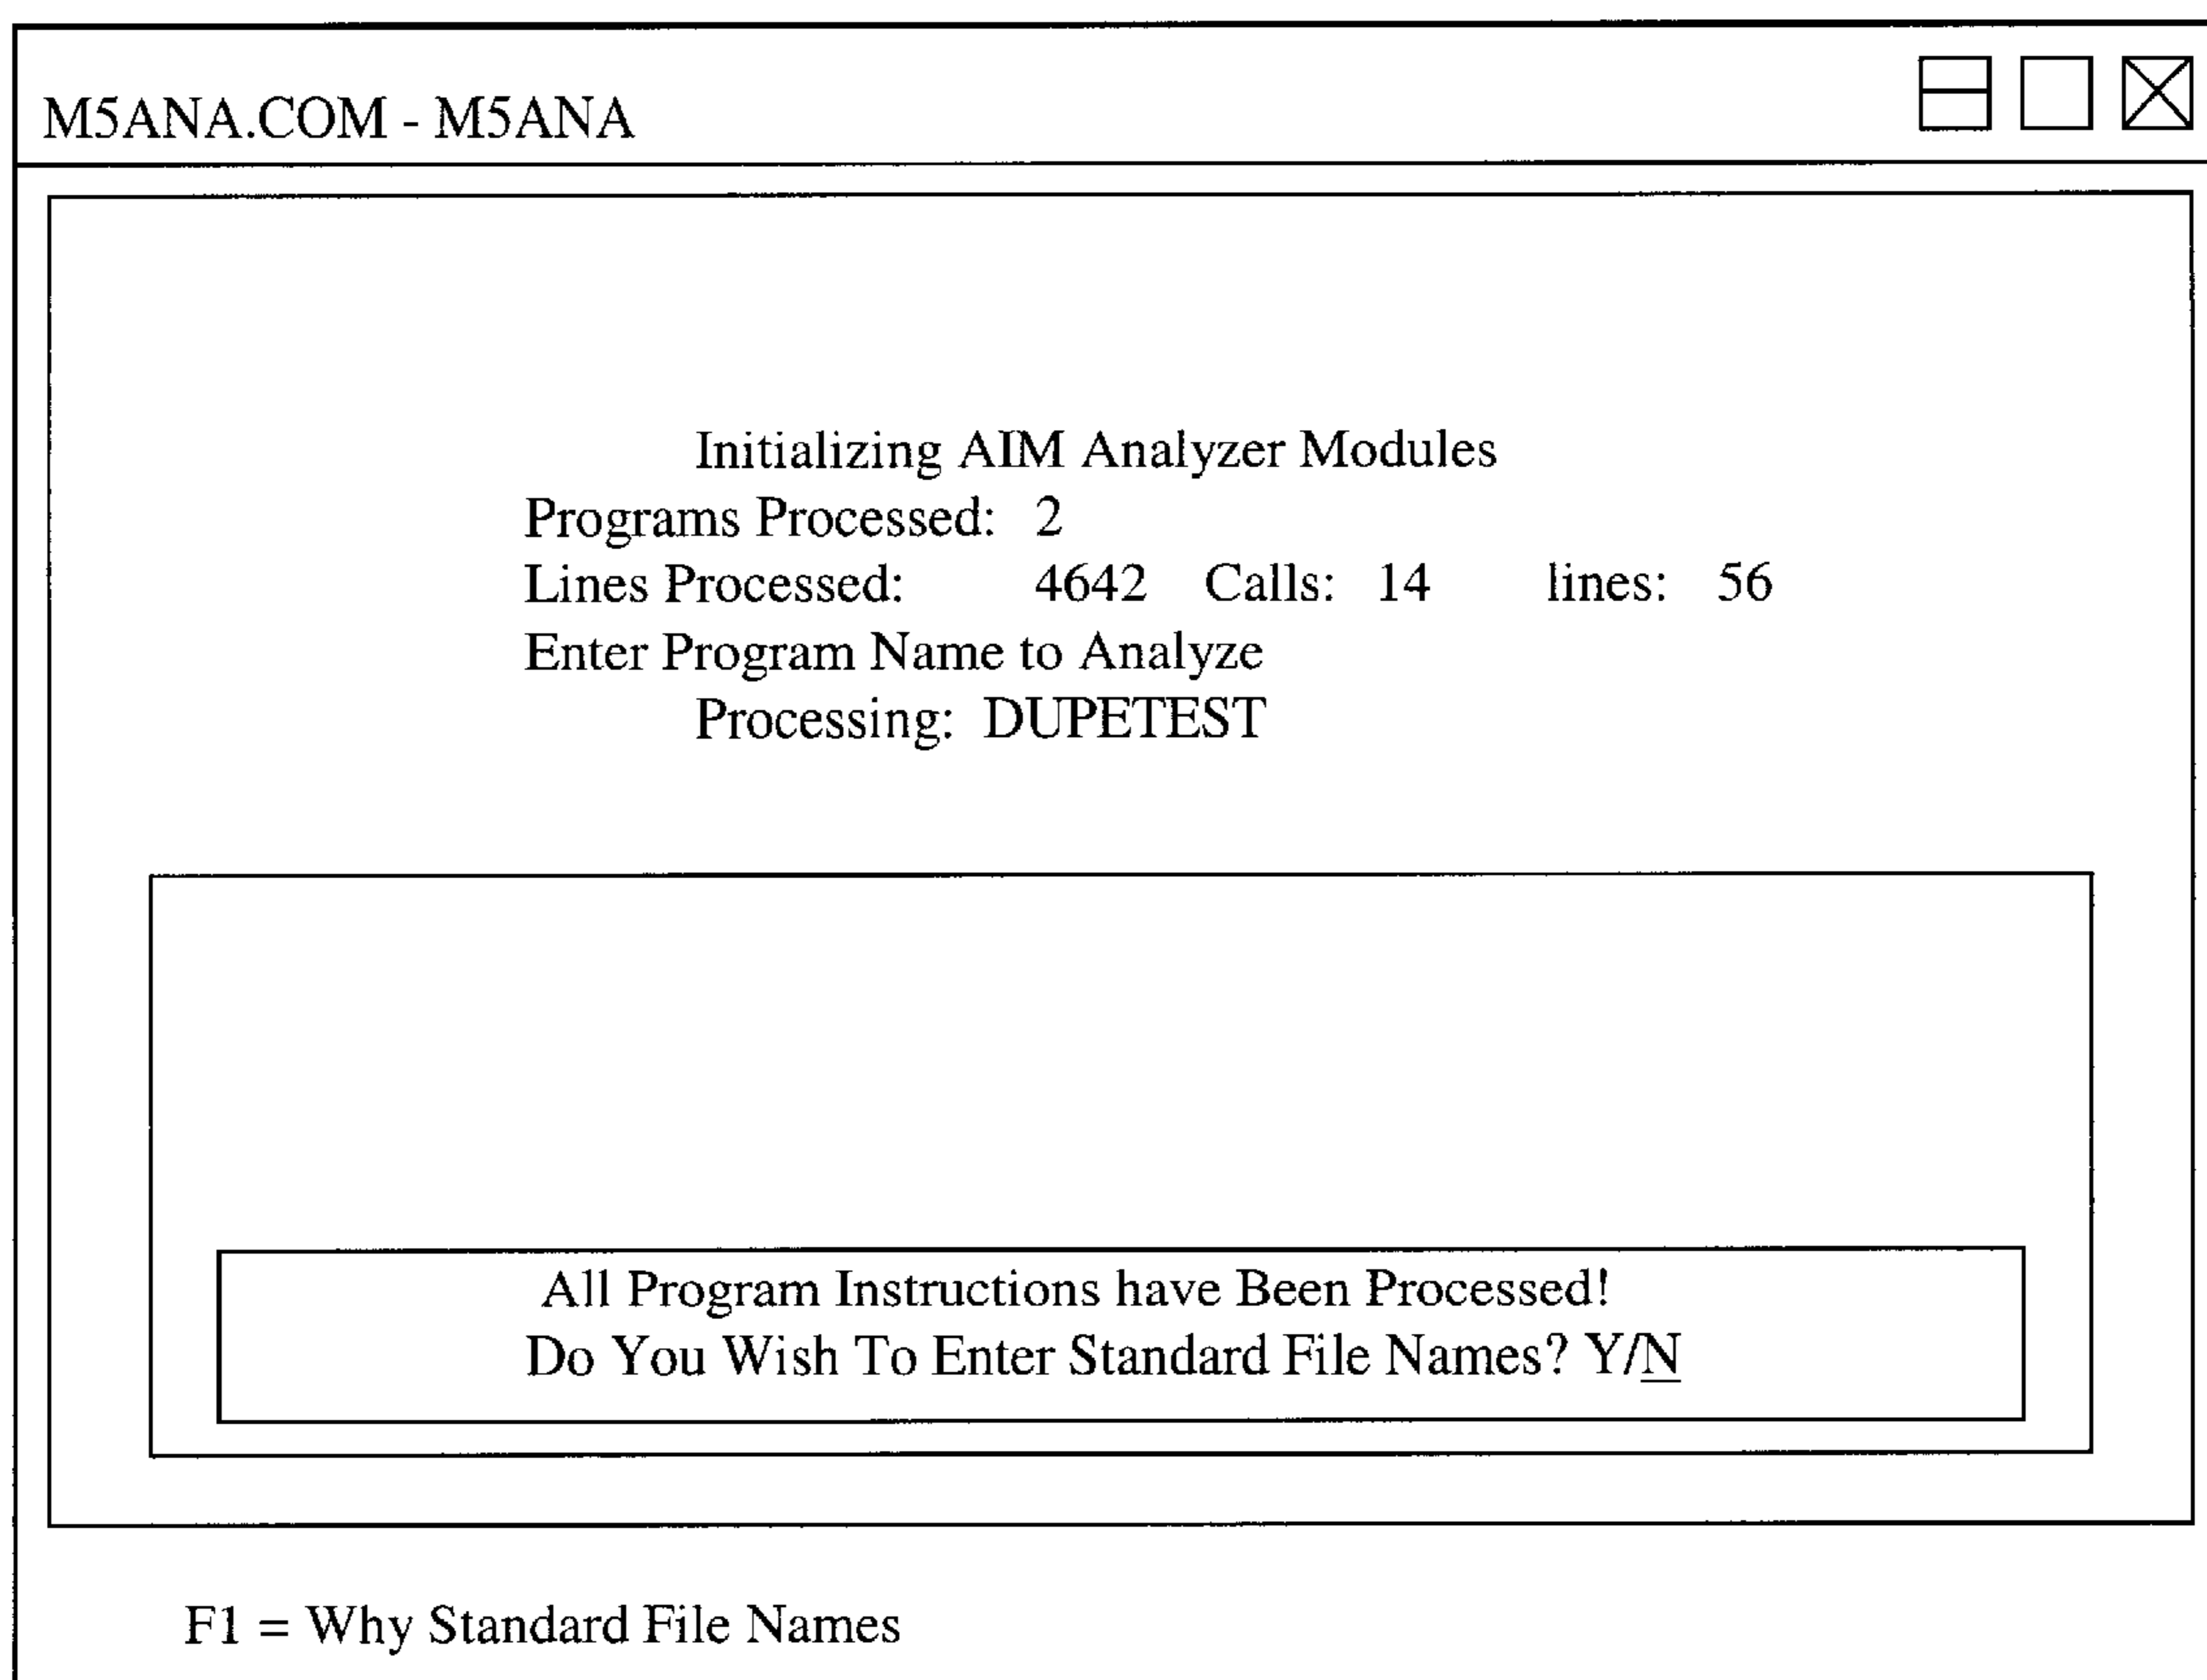 M5ANA.COM - M5ANA
Initializing AIM Analyzer Modules
Programs Processed: 2
Lines Processed: 4642 Calls: 14 lines: 56
Enter Program Name to Analyze
Processing: DUPETEST
All Program Instructions have Been Processed!
Do You Wish To Enter Standard File Names? Y/N
F1 = Why Standard File Names